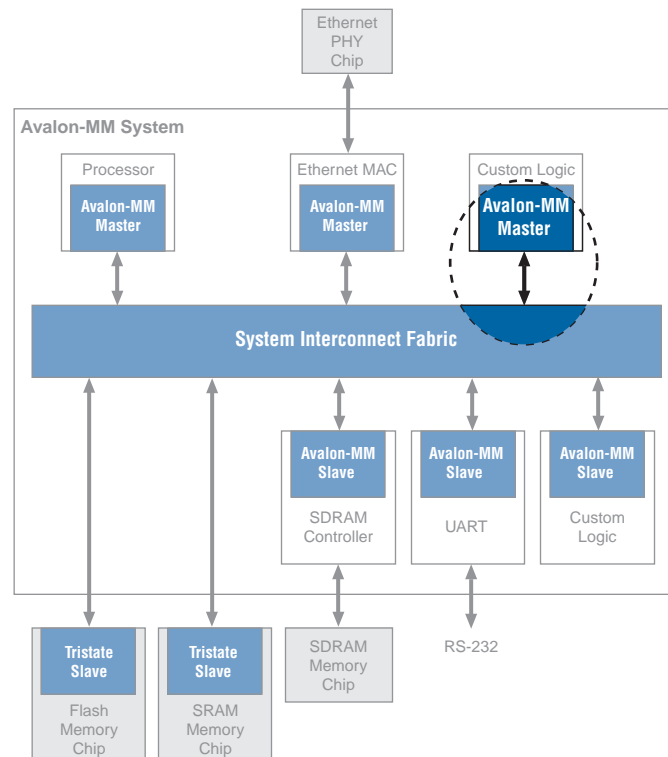 Ethernet
PHY
Chip
Avalon-MM System
Processor
Avalon-MM
Master
Ethernet MAC
Avalon-MM
Master
Custom Logic
Avalon-MM
Master
System Interconnect Fabric
Avalon-MM
Slave
SDRAM
Controller
Avalon-MM
Slave
UART
Avalon-MM
Slave
Custom
Logic
Tristate
Slave
Flash
Memory
Chip
Tristate
Slave
SRAM
Memory
Chip
SDRAM
Memory
Chip
RS-232